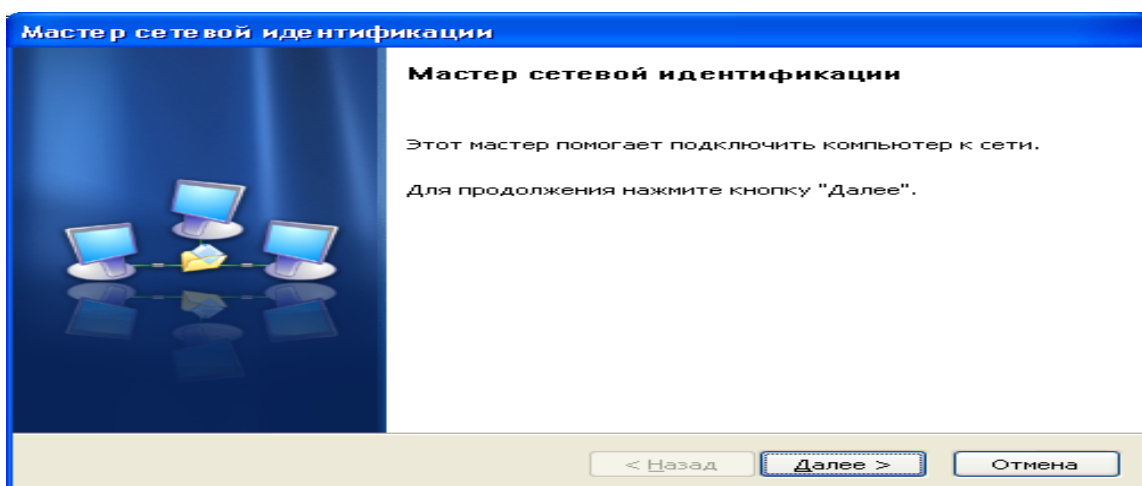 Мастер сетевой идентификации
Мастер сетевой идентификации
Этот мастер помогает подключить компьютер к сети.
Для продолжения нажмите кнопку "Далее".
< Назад
Далее >
Отмена